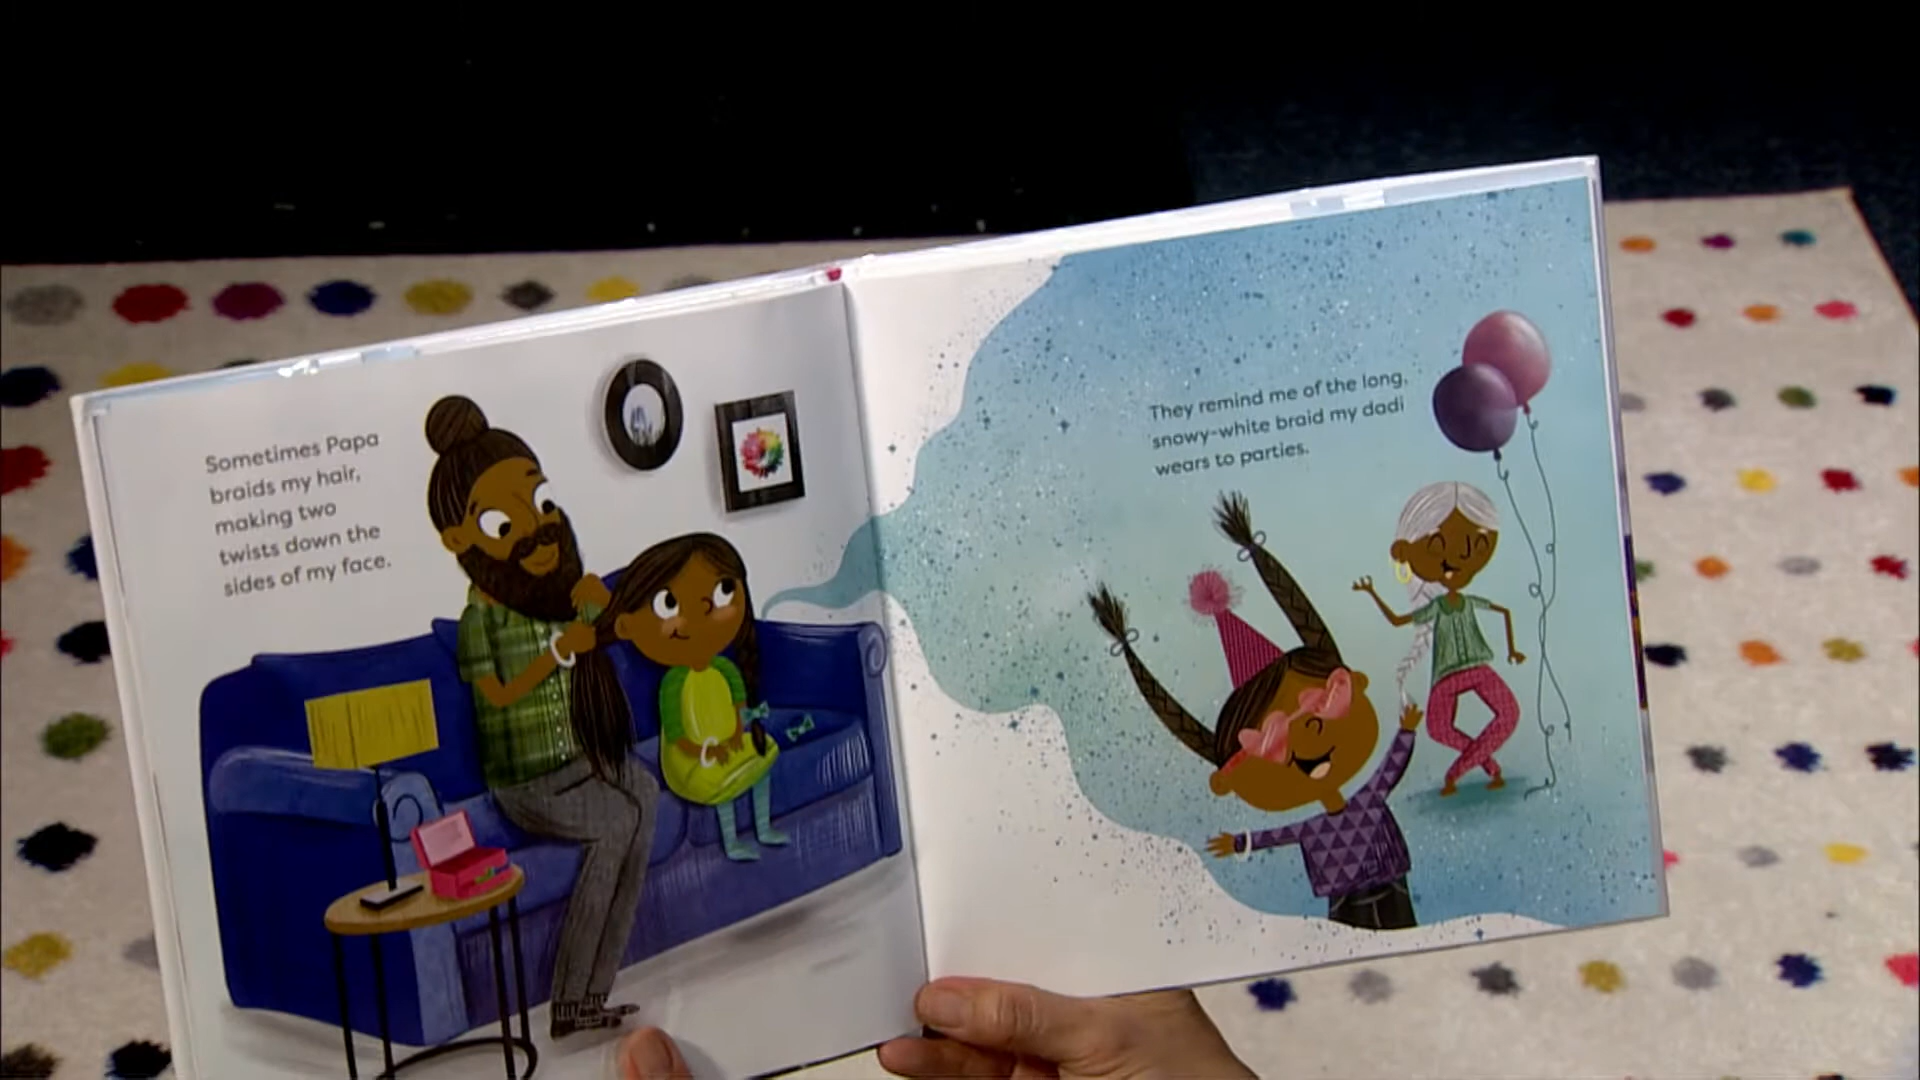 Sometimes Papa
braids my hair,
making two
twists down the
sides of my face.
They remind me of the long,
snowy-white braid my dadi
wears to parties.